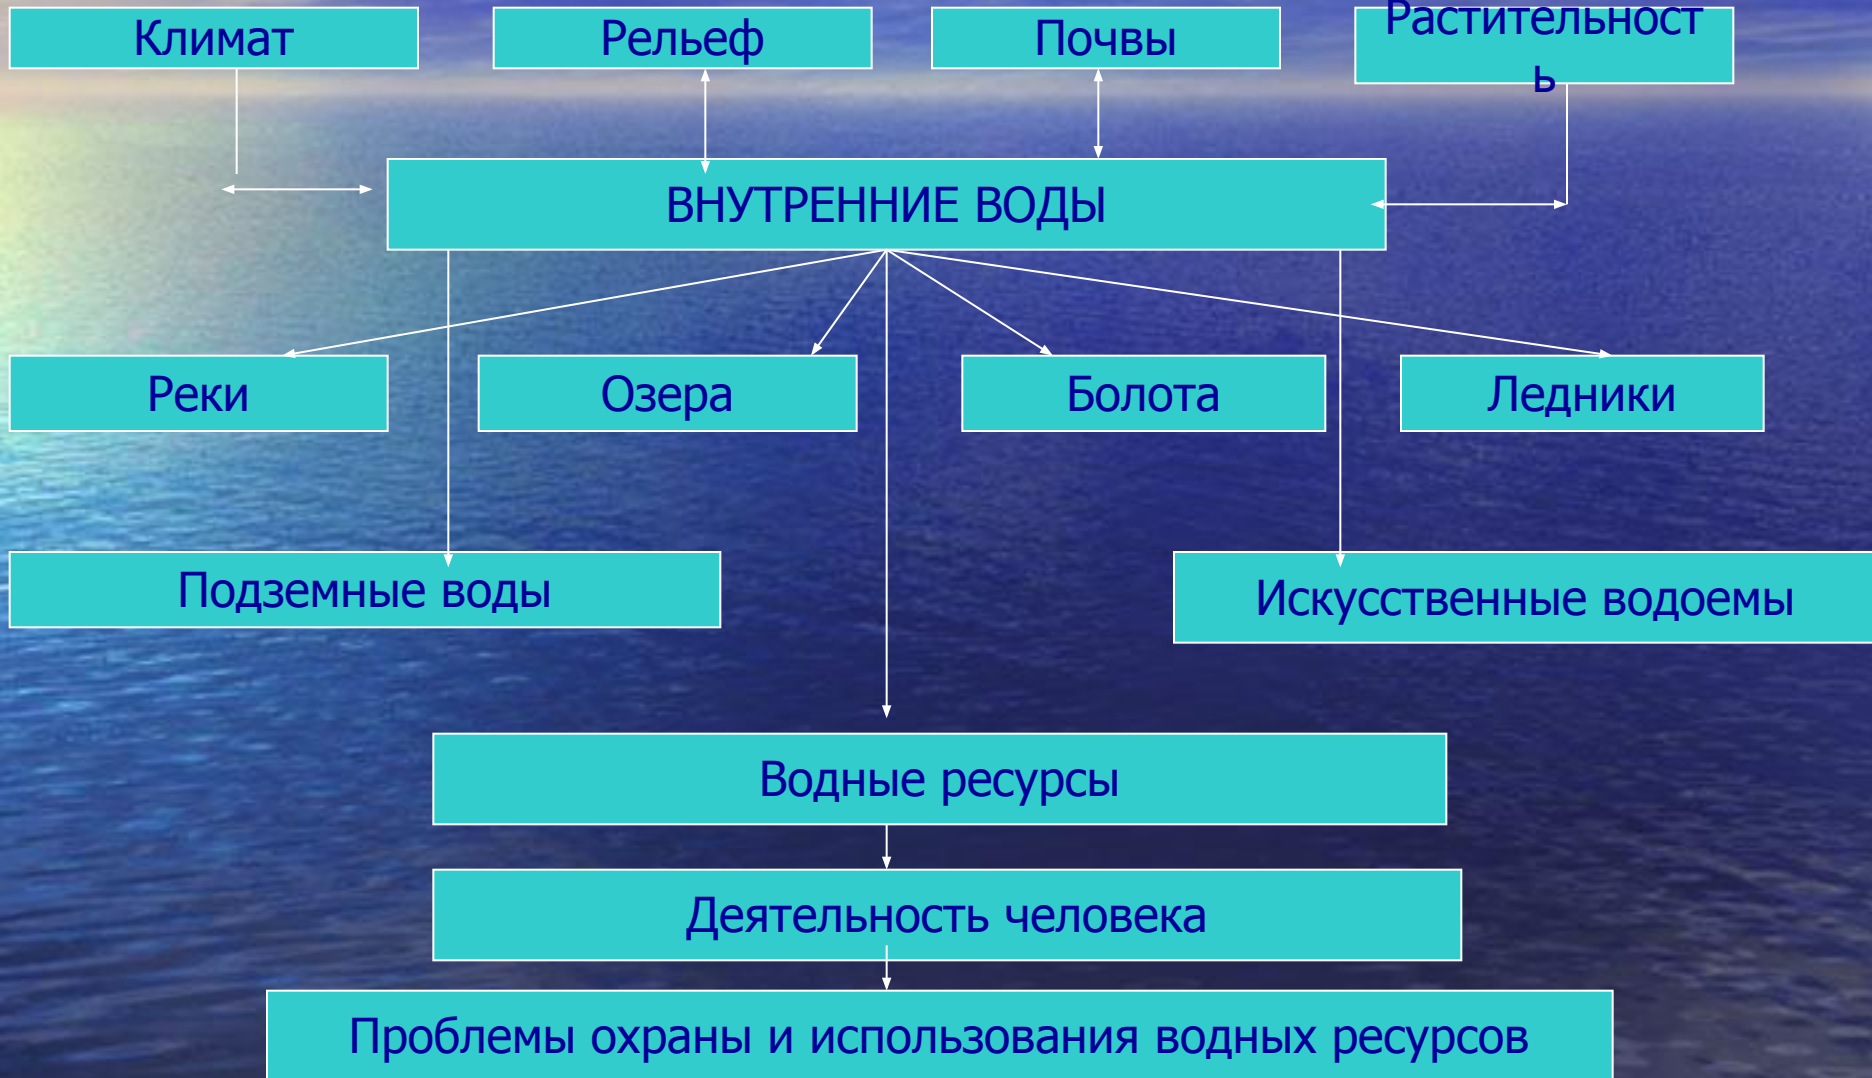 Климат
Рельеф
Почвы
Растительност
ь
ВНУТРЕННИЕ ВОДЫ
Реки
Озера
Болота
Ледники
Подземные воды
Искусственные водоемы
Водные ресурсы
Деятельность человека
Проблемы охраны и использования водных ресурсов